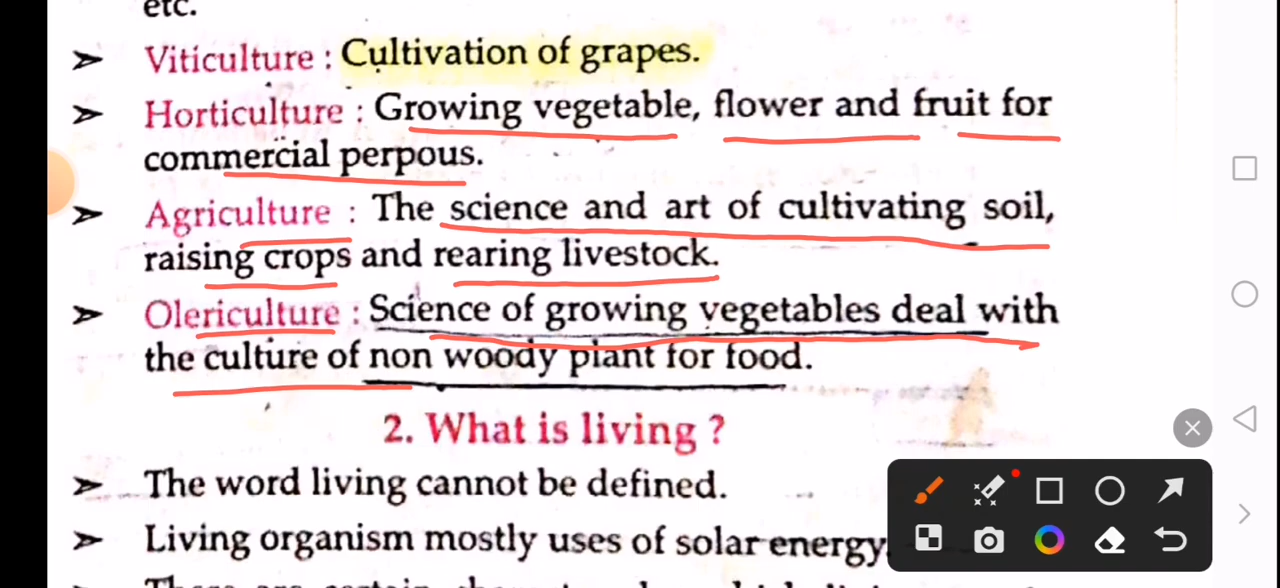 etc.
➢ Viticulture : Cultivation of grapes.
➢ Horticulture : Growing vegetable, flower and fruit for
commercial perpous.
➢ Agriculture : The science and art of cultivating soil,
raising crops and rearing livestock.
➢ Olericulture : Science of growing vegetables deal with
the culture of non woody plant for food.
2. What is living ?
➢ The word living cannot be defined.
➢ Living organism mostly uses of solar energy.